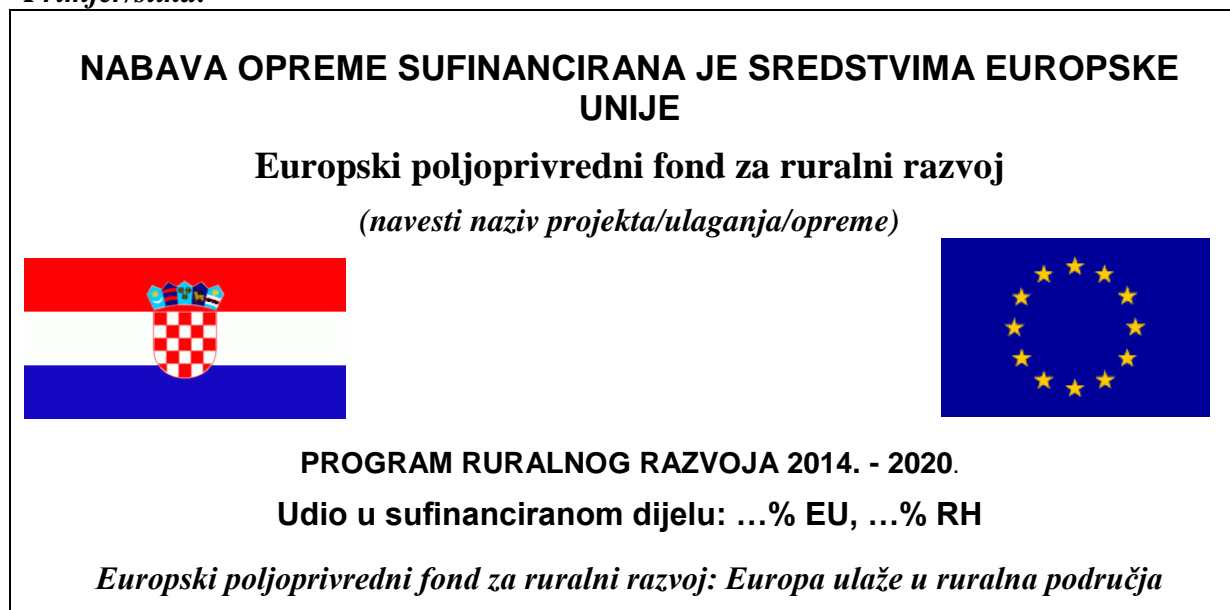 NABAVA OPREME SUFINANCIRANA JE SREDSTVIMA EUROPSKE
UNIJE
Europski poljoprivredni fond za ruralni razvoj
(navesti naziv projekta/ulaganja/opreme)
PROGRAM RURALNOG RAZVOJA 2014. - 2020.
Udio u sufinanciranom dijelu: …% EU, …% RH
Europski poljoprivredni fond za ruralni razvoj: Europa ulaže u ruralna područja